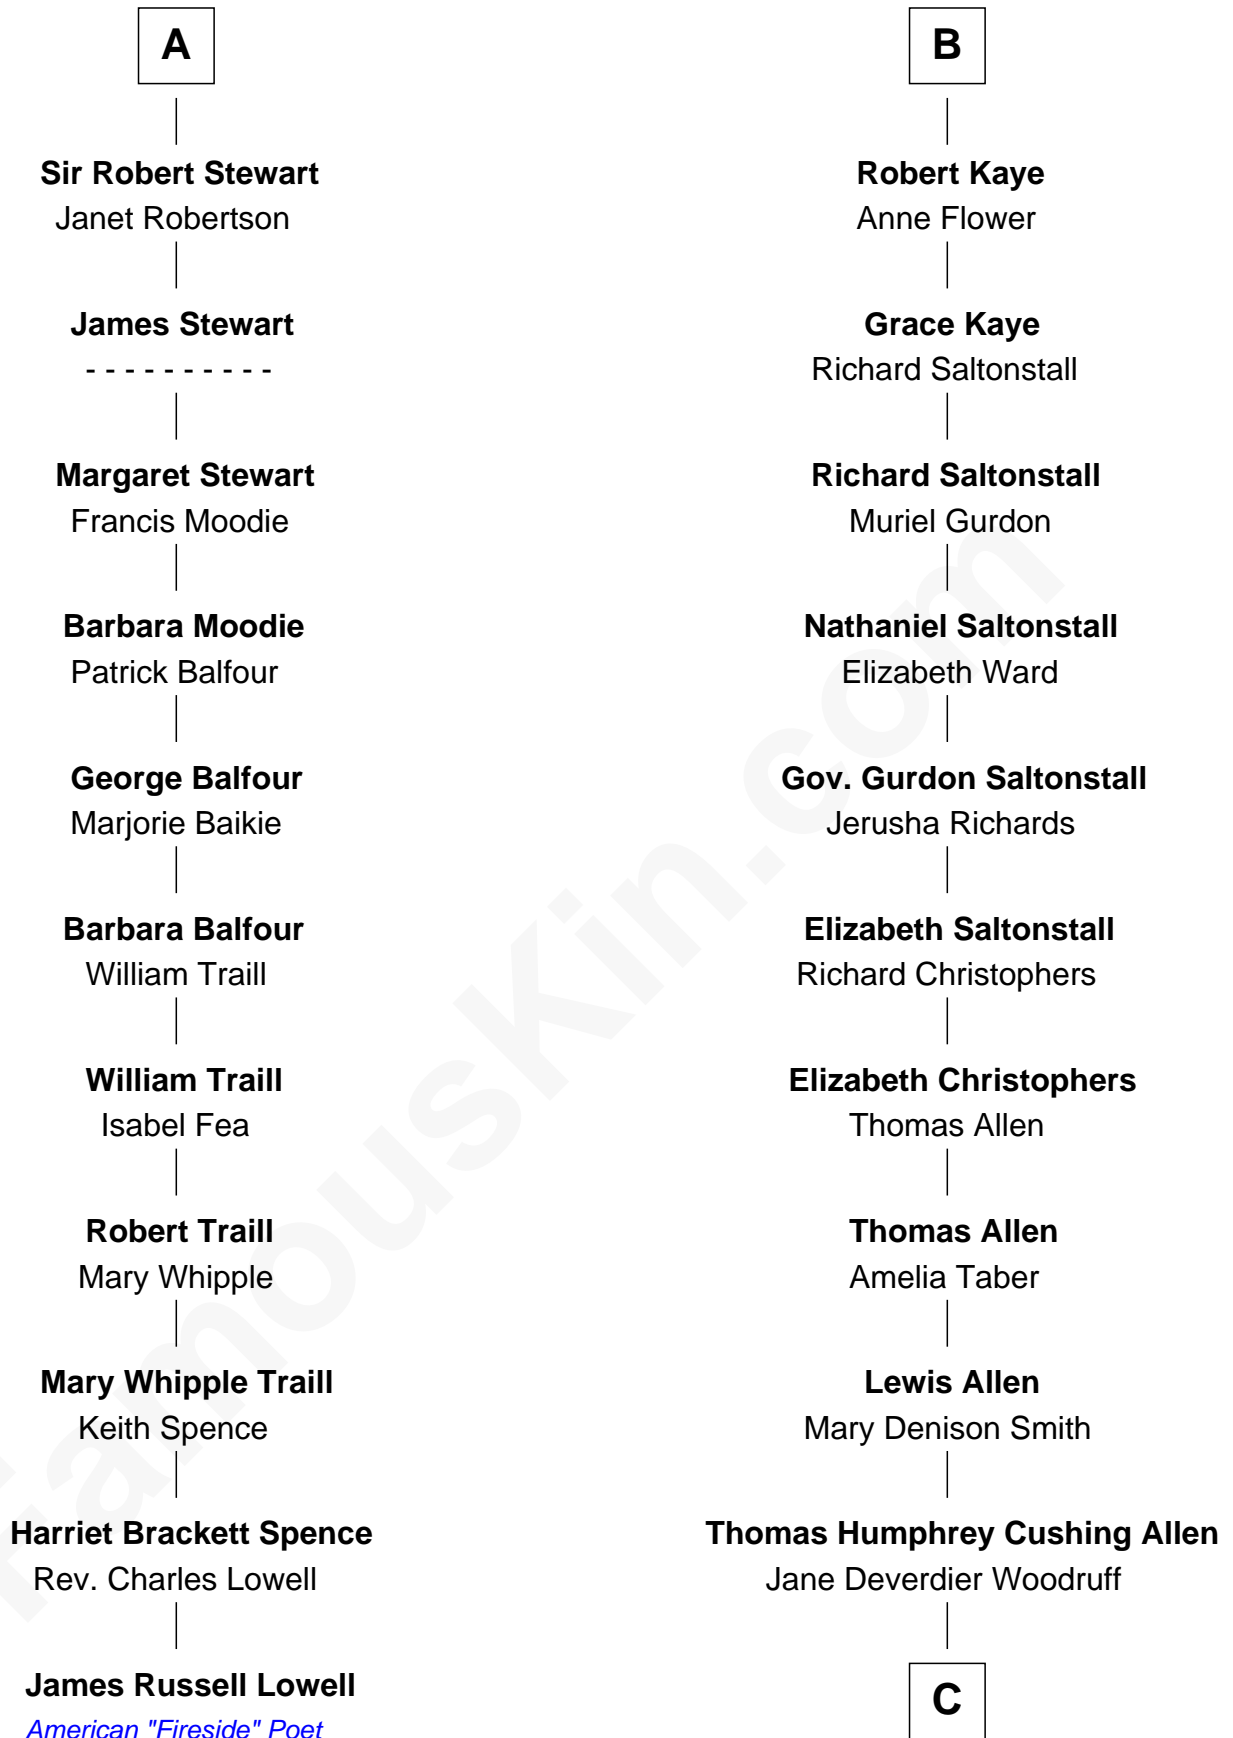 A
Sir Robert Stewart
Janet Robertson
James Stewart
- - - - - - - - - -
Margaret Stewart
Francis Moodie
Barbara Moodie
Patrick Balfour
George Balfour
Marjorie Baikie
Barbara Balfour
William Traill
William Traill
Isabel Fea
Robert Traill
Mary Whipple
Mary Whipple Traill
Keith Spence
Harriet Brackett Spence
Rev. Charles Lowell
James Russell Lowell
American "Fireside" Poet
B
Robert Kaye
Anne Flower
Grace Kaye
Richard Saltonstall
Richard Saltonstall
Muriel Gurdon
Nathaniel Saltonstall
Elizabeth Ward
Gov. Gurdon Saltonstall
Jerusha Richards
Elizabeth Saltonstall
Richard Christophers
Elizabeth Christophers
Thomas Allen
Thomas Allen
Amelia Taber
Lewis Allen
Mary Denison Smith
Thomas Humphrey Cushing Allen
Jane Deverdier Woodruff
C
famouskin.com